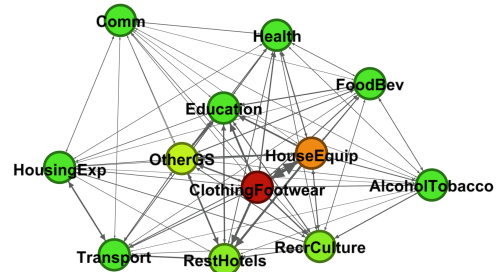 Comm
Health
FoodBev
Education
OtherGS
HouseEquip
HousingExp
ClothingFootwear
AlcoholTobacco
Transport
RestHotels
RecrCulture